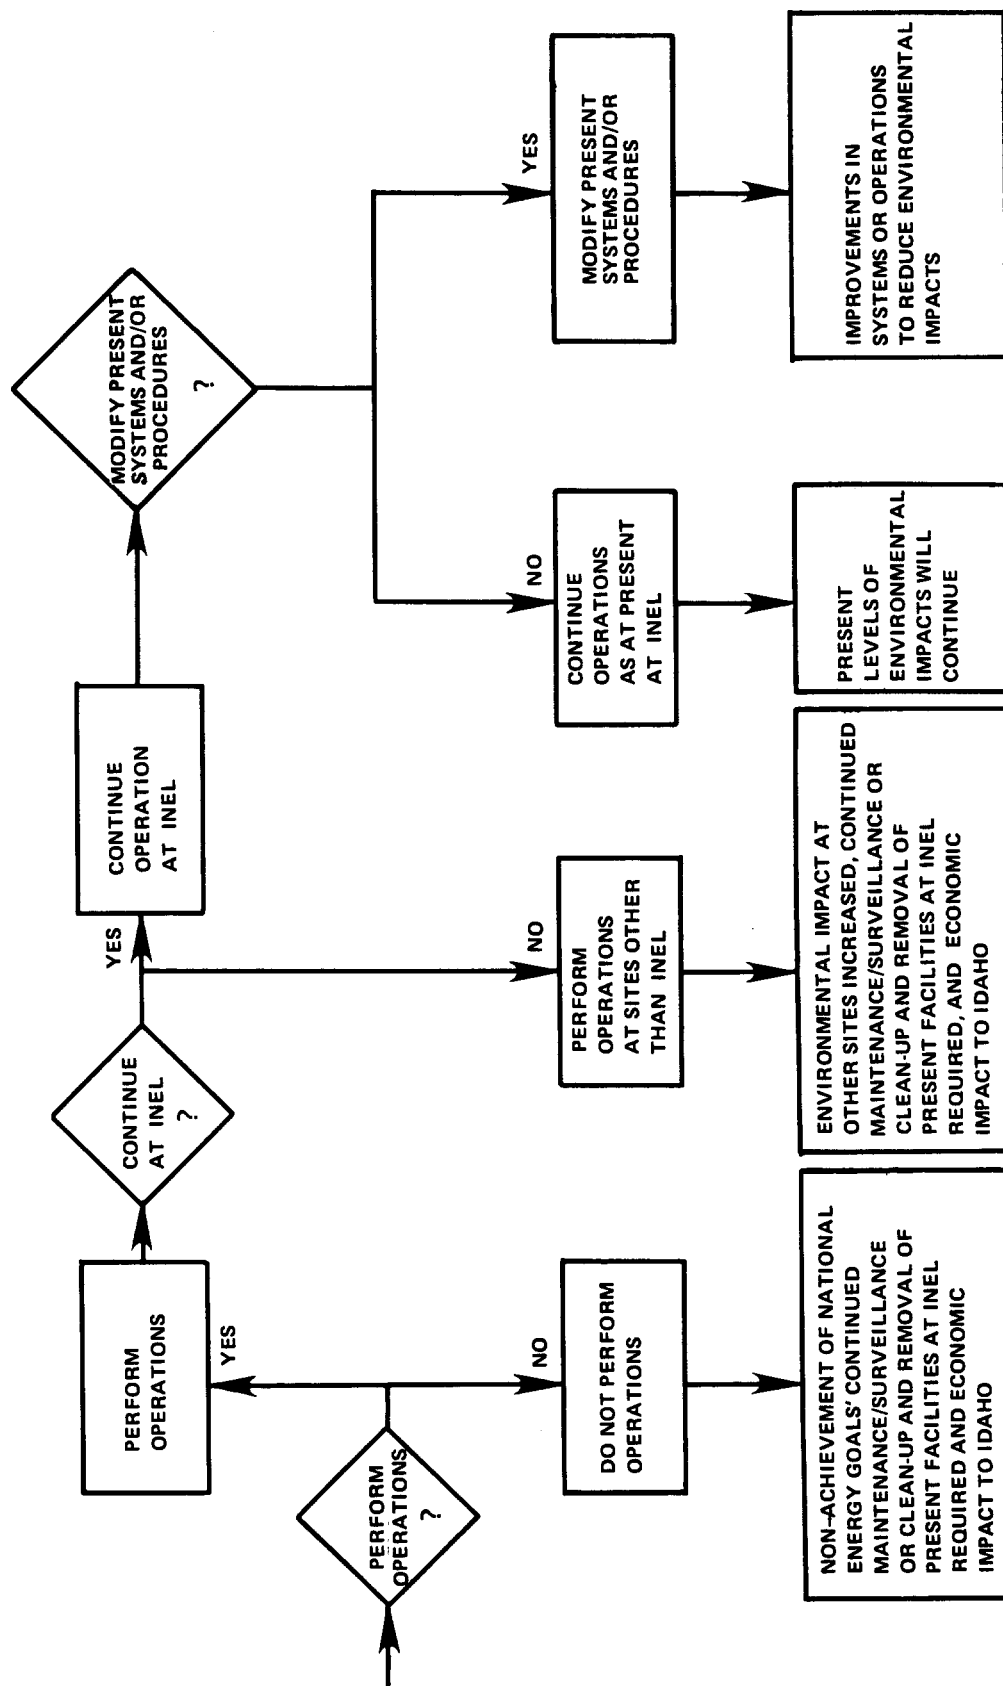 PERFORM
OPERATIONS
?
YES
PERFORM
OPERATIONS
NO
DO NOT PERFORM
OPERATIONS
NON-ACHIEVEMENT OF NATIONAL
ENERGY GOALS' CONTINUED
MAINTENANCE/SURVEILLANCE
OR CLEAN-UP AND REMOVAL OF
PRESENT FACILITIES AT INEL
REQUIRED AND ECONOMIC
IMPACT TO IDAHO
CONTINUE
AT INEL
?
YES
CONTINUE
OPERATION
AT INEL
NO
PERFORM
OPERATIONS
AT SITES OTHER
THAN INEL
ENVIRONMENTAL IMPACT AT
OTHER SITES INCREASED, CONTINUED
MAINTENANCE/SURVEILLANCE OR
CLEAN-UP AND REMOVAL OF
PRESENT FACILITIES AT INEL
REQUIRED, AND ECONOMIC
IMPACT TO IDAHO
MODIFY PRESENT
SYSTEMS AND/OR
PROCEDURES
?
NO
CONTINUE
OPERATIONS
AS AT PRESENT
AT INEL
PRESENT
LEVELS OF
ENVIRONMENTAL
IMPACTS WILL
CONTINUE
YES
MODIFY PRESENT
SYSTEMS AND/OR
PROCEDURES
IMPROVEMENTS IN
SYSTEMS OR OPERATIONS
TO REDUCE ENVIRONMENTAL
IMPACTS